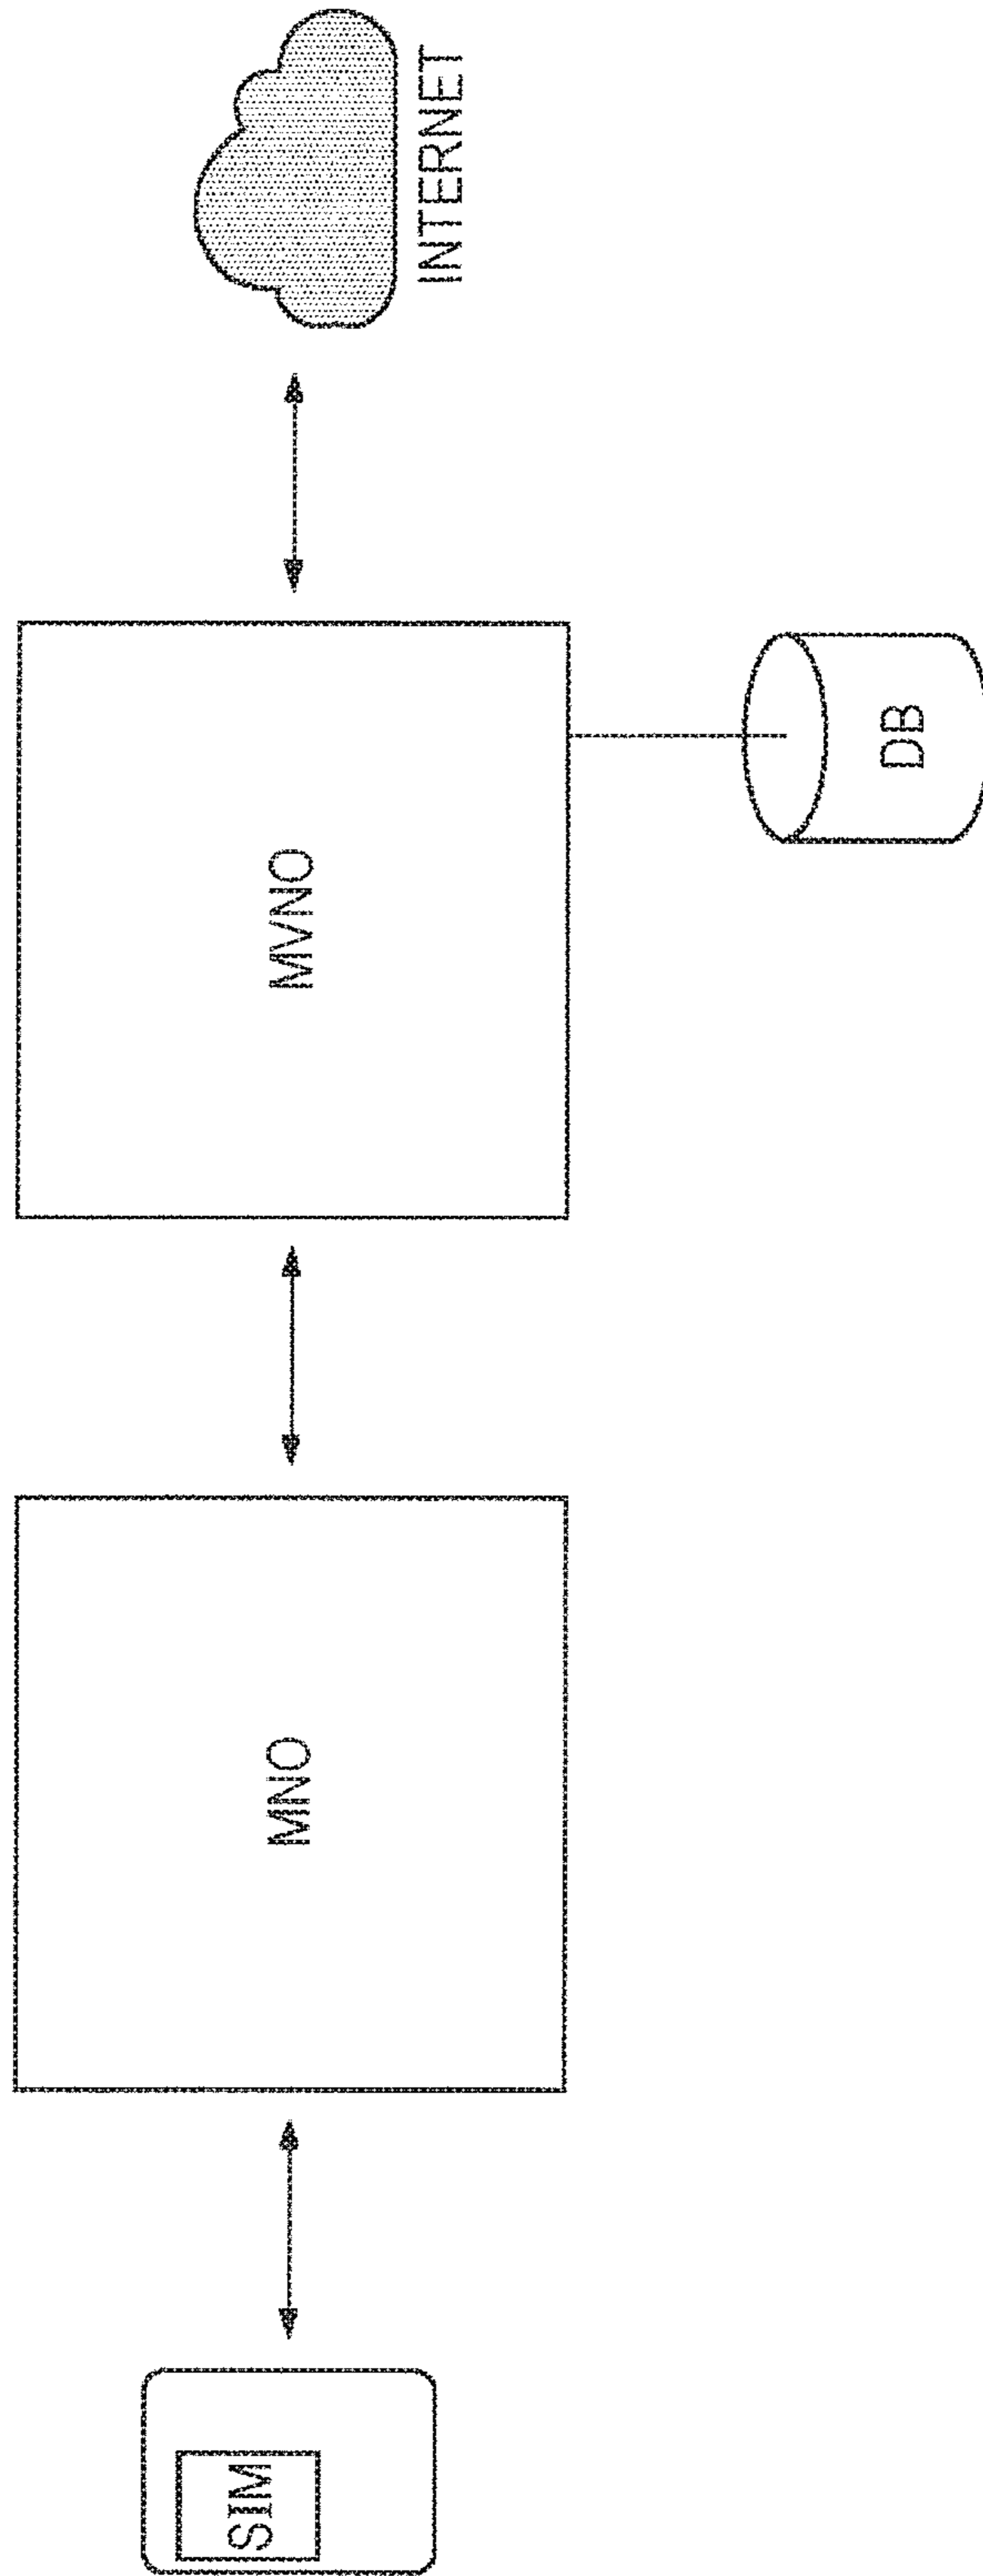 SIM
MNO
MVNO
DB
INTERNET